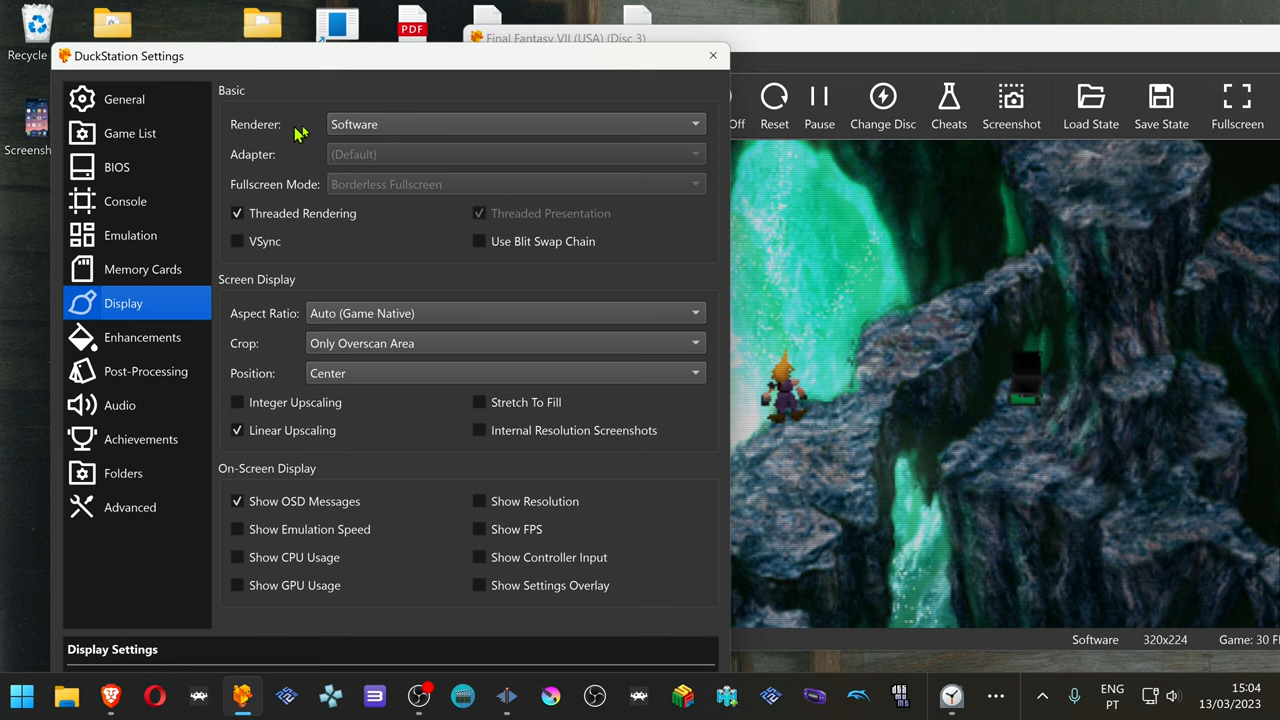 Recycle
PDF
Screensh
Final Fantasy VII (USA) (Disc 3)
DuckStation Settings
General
Game List
BIOS
Console
Emulation
Memory Cards
Display
Enhancements
Post-Processing
Audio
Achievements
Folders
Advanced
Basic
Renderer: Software
Adapter: (Default)
Fullscreen Mode: Borderless Fullscreen
Threaded Rendering Threaded Presentation
VSync Use Blit Swap Chain
Screen Display
Aspect Ratio: Auto (Game Native)
Crop: Only Overscan Area
Position: Center
Integer Upscaling Stretch To Fill
Linear Upscaling Internal Resolution Screenshots
On-Screen Display
Show OSD Messages Show Resolution
Show Emulation Speed Show FPS
Show CPU Usage Show Controller Input
Show GPU Usage Show Settings Overlay
Display Settings
Off Reset Pause Change Disc Cheats Screenshot Load State Save State Fullscreen
Software 320x224 Game: 30 F
ENG 15:04
PT 13/03/2023